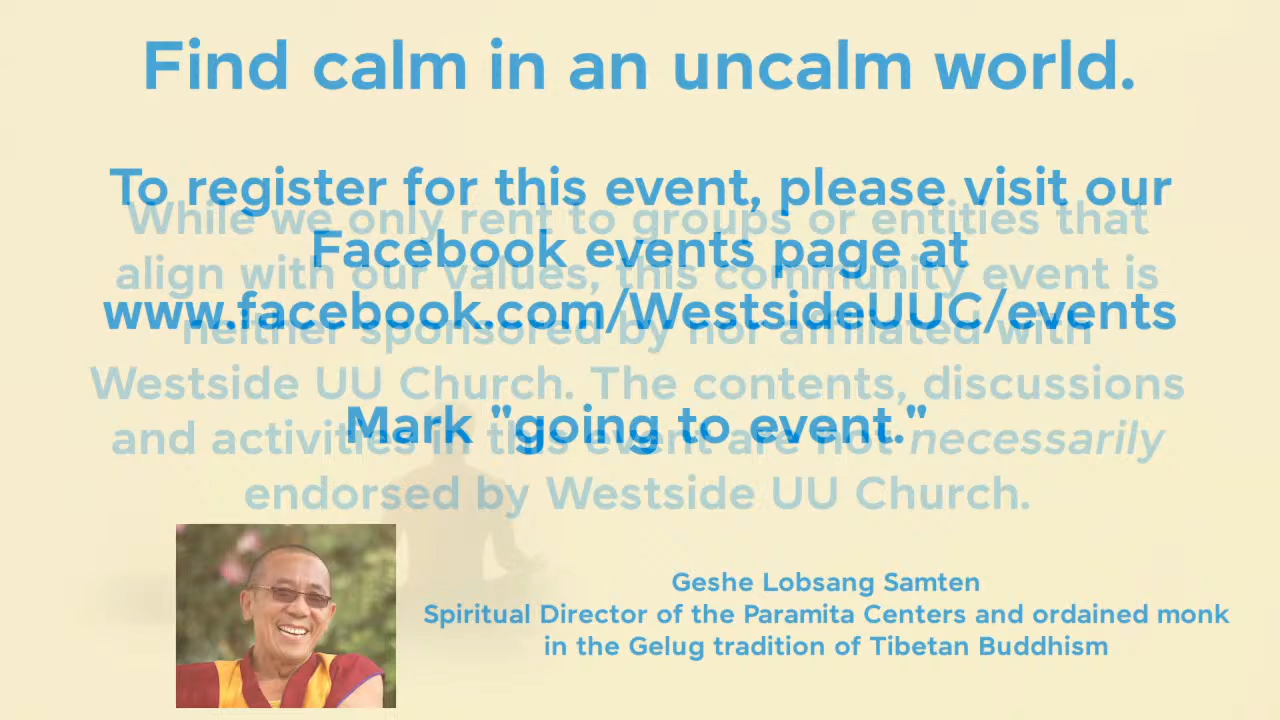 Find calm in an uncalm world.
To register for this event, please visit our
Facebook events page at
www.facebook.com/WestsideUUC/events
Mark "going to event."
While we only rent to groups or entities that
align with our values, this community event is
neither sponsored by nor affiliated with
Westside UU Church. The contents, discussions
and activities in this event are not necessarily
endorsed by Westside UU Church.
Geshe Lobsang Samten
Spiritual Director of the Paramita Centers and ordained monk
in the Gelug tradition of Tibetan Buddhism